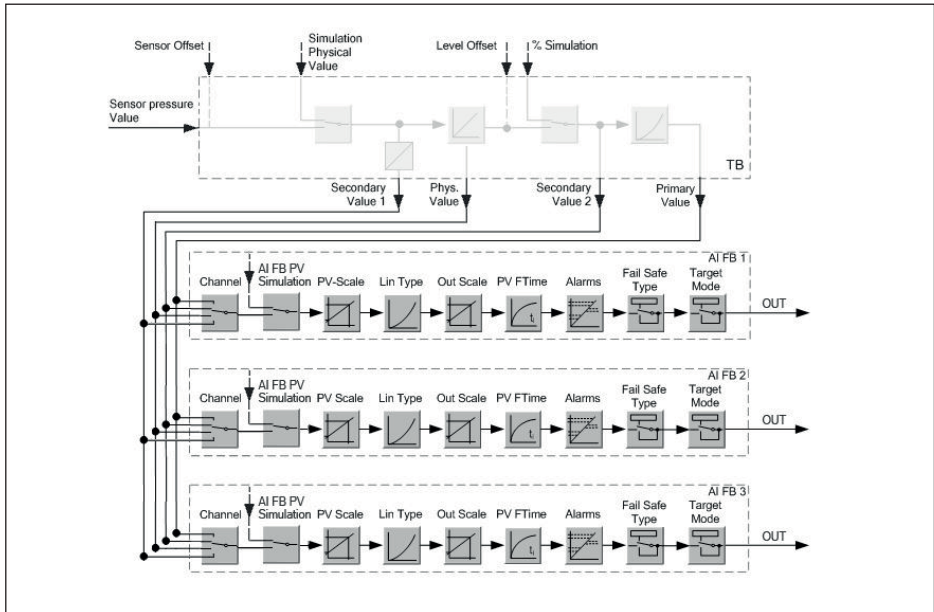 Sensor Offset
Simulation
Physical
Value
Level Offset
% Simulation
Sensor pressure
Value
TB
Secondary
Value 1
Phys.
Value
Secondary
Value 2
Primary
Value
AI FB 1
Channel
AI FB PV
Simulation
PV-Scale
Lin Type
Out Scale
PV FTime
Alarms
Fail Safe
Type
Target
Mode
OUT
t
AI FB 2
Channel
AI FB PV
Simulation
PV Scale
Lin Type
Out Scale
PV FTime
Alarms
Fail Safe
Type
Target
Mode
OUT
t
AI FB 3
Channel
AI FB PV
Simulation
PV Scale
Lin Type
Out Scale
PV FTime
Alarms
Fail Safe
Type
Target
Mode
OUT
t